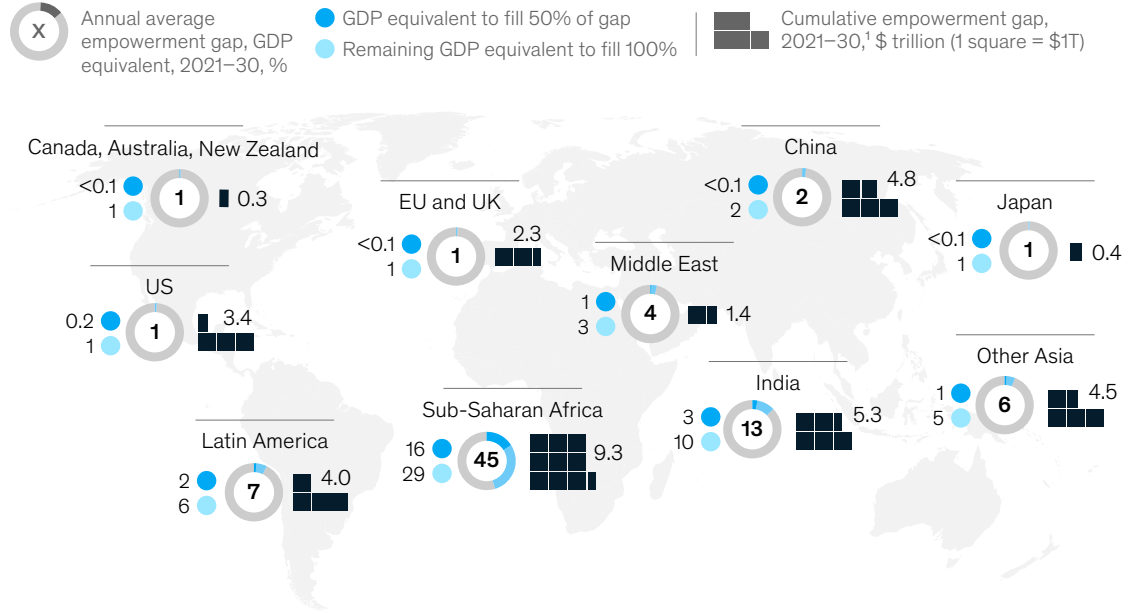 X
Annual average
empowerment gap, GDP
equivalent, 2021–30, %
GDP equivalent to fill 50% of gap
Remaining GDP equivalent to fill 100%
Cumulative empowerment gap,
2021–30,¹ $ trillion (1 square = $1T)
Canada, Australia, New Zealand
<0.1
1
1
0.3
EU and UK
<0.1
1
1
2.3
China
<0.1
2
2
4.8
Japan
<0.1
1
1
0.4
US
0.2
1
1
3.4
Middle East
1
3
4
1.4
Latin America
2
6
7
4.0
Sub-Saharan Africa
16
29
45
9.3
India
3
10
13
5.3
Other Asia
1
5
6
4.5